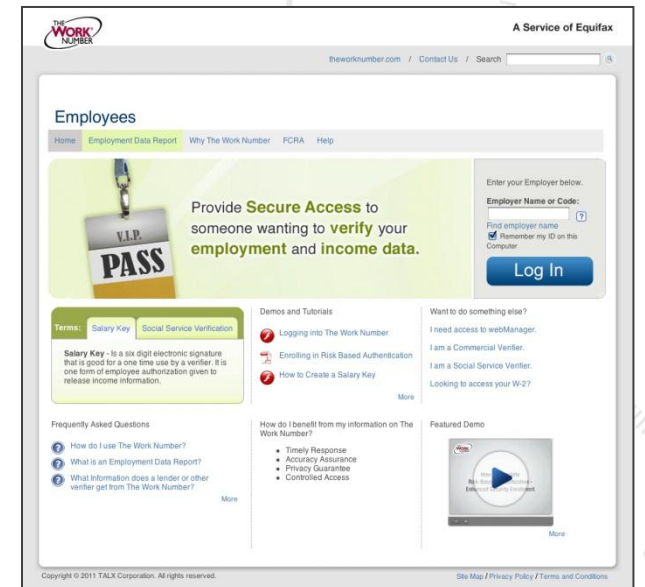 THE
WORK
NUMBER
A Service of Equifax
theworknumber.com / Contact Us / Search
Employees
Home Employment Data Report Why The Work Number FCRA Help
V.I.P.
PASS
Provide Secure Access to
someone wanting to verify your
employment and income data.
Enter your Employer below.
Employer Name or Code:
?
Find employer name
Remember my ID on this
Computer
Log In
Terms: Salary Key Social Service Verification
Salary Key - Is a six digit electronic signature
that is good for a one time use by a verifier. It is
one form of employee authorization given to
release income information.
Demos and Tutorials
Logging into The Work Number
Enrolling in Risk Based Authentication
How to Create a Salary Key
More
Want to do something else?
I need access to webManager.
I am a Commercial Verifier.
I am a Social Service Verifier.
Looking to access your W-2?
Frequently Asked Questions
? How do I use The Work Number?
? What is an Employment Data Report?
? What Information does a lender or other
verifier get from The Work Number?
More
How do I benefit from my information on The
Work Number?
• Timely Response
• Accuracy Assurance
• Privacy Guarantee
• Controlled Access
Featured Demo
Enhanced Security Enrollment
More
Copyright © 2011 TALX Corporation. All rights reserved.
Site Map / Privacy Policy / Terms and Conditions